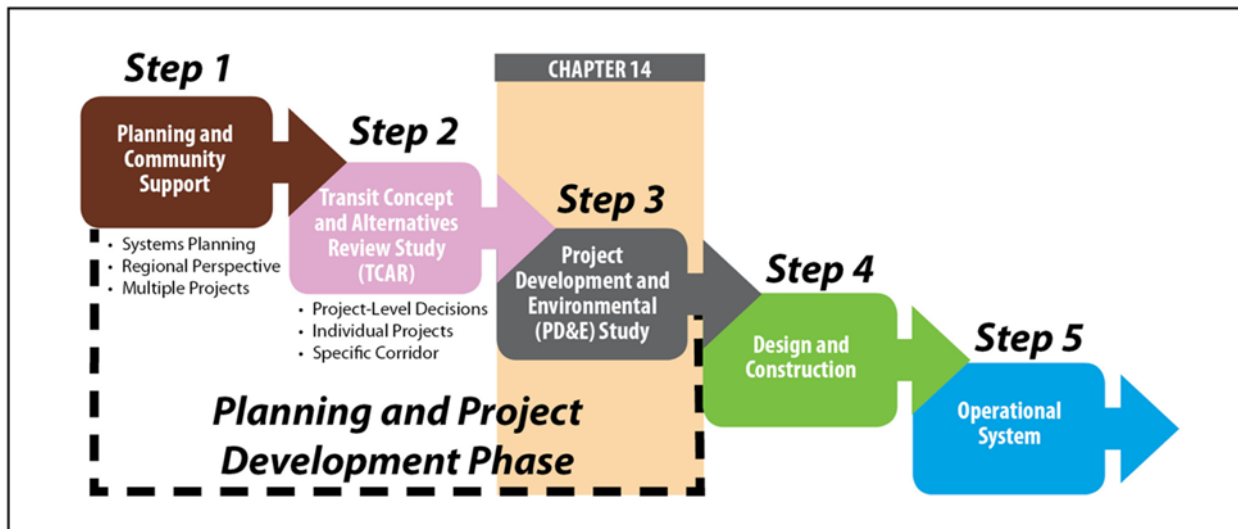 Step 1
Planning and
Community
Support
• Systems Planning
• Regional Perspective
• Multiple Projects
Step 2
Transit Concept
and Alternatives
Review Study
(TCAR)
• Project-Level Decisions
• Individual Projects
• Specific Corridor
CHAPTER 14
Step 3
Project
Development and
Environmental
(PD&E) Study
Step 4
Design and
Construction
Step 5
Operational
System
Planning and Project
Development Phase